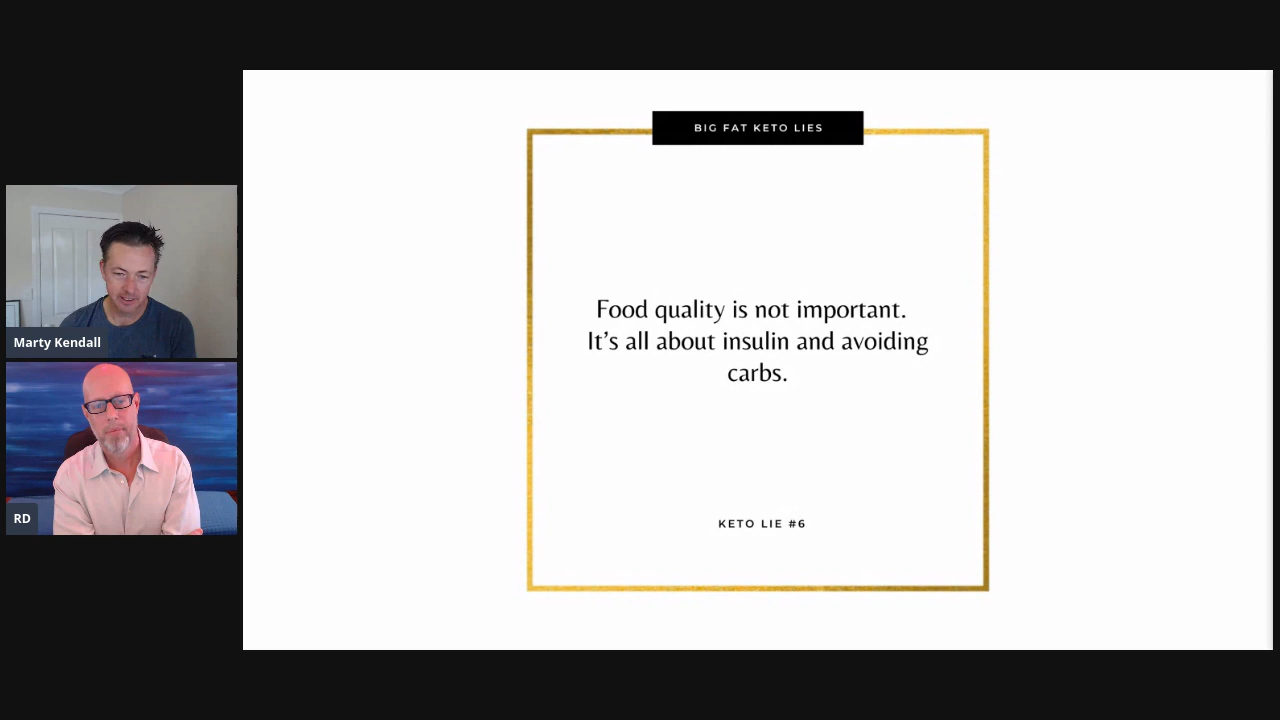 BIG FAT KETO LIES
Food quality is not important.
It’s all about insulin and avoiding
carbs.
KETO LIE #6
Marty Kendall
RD